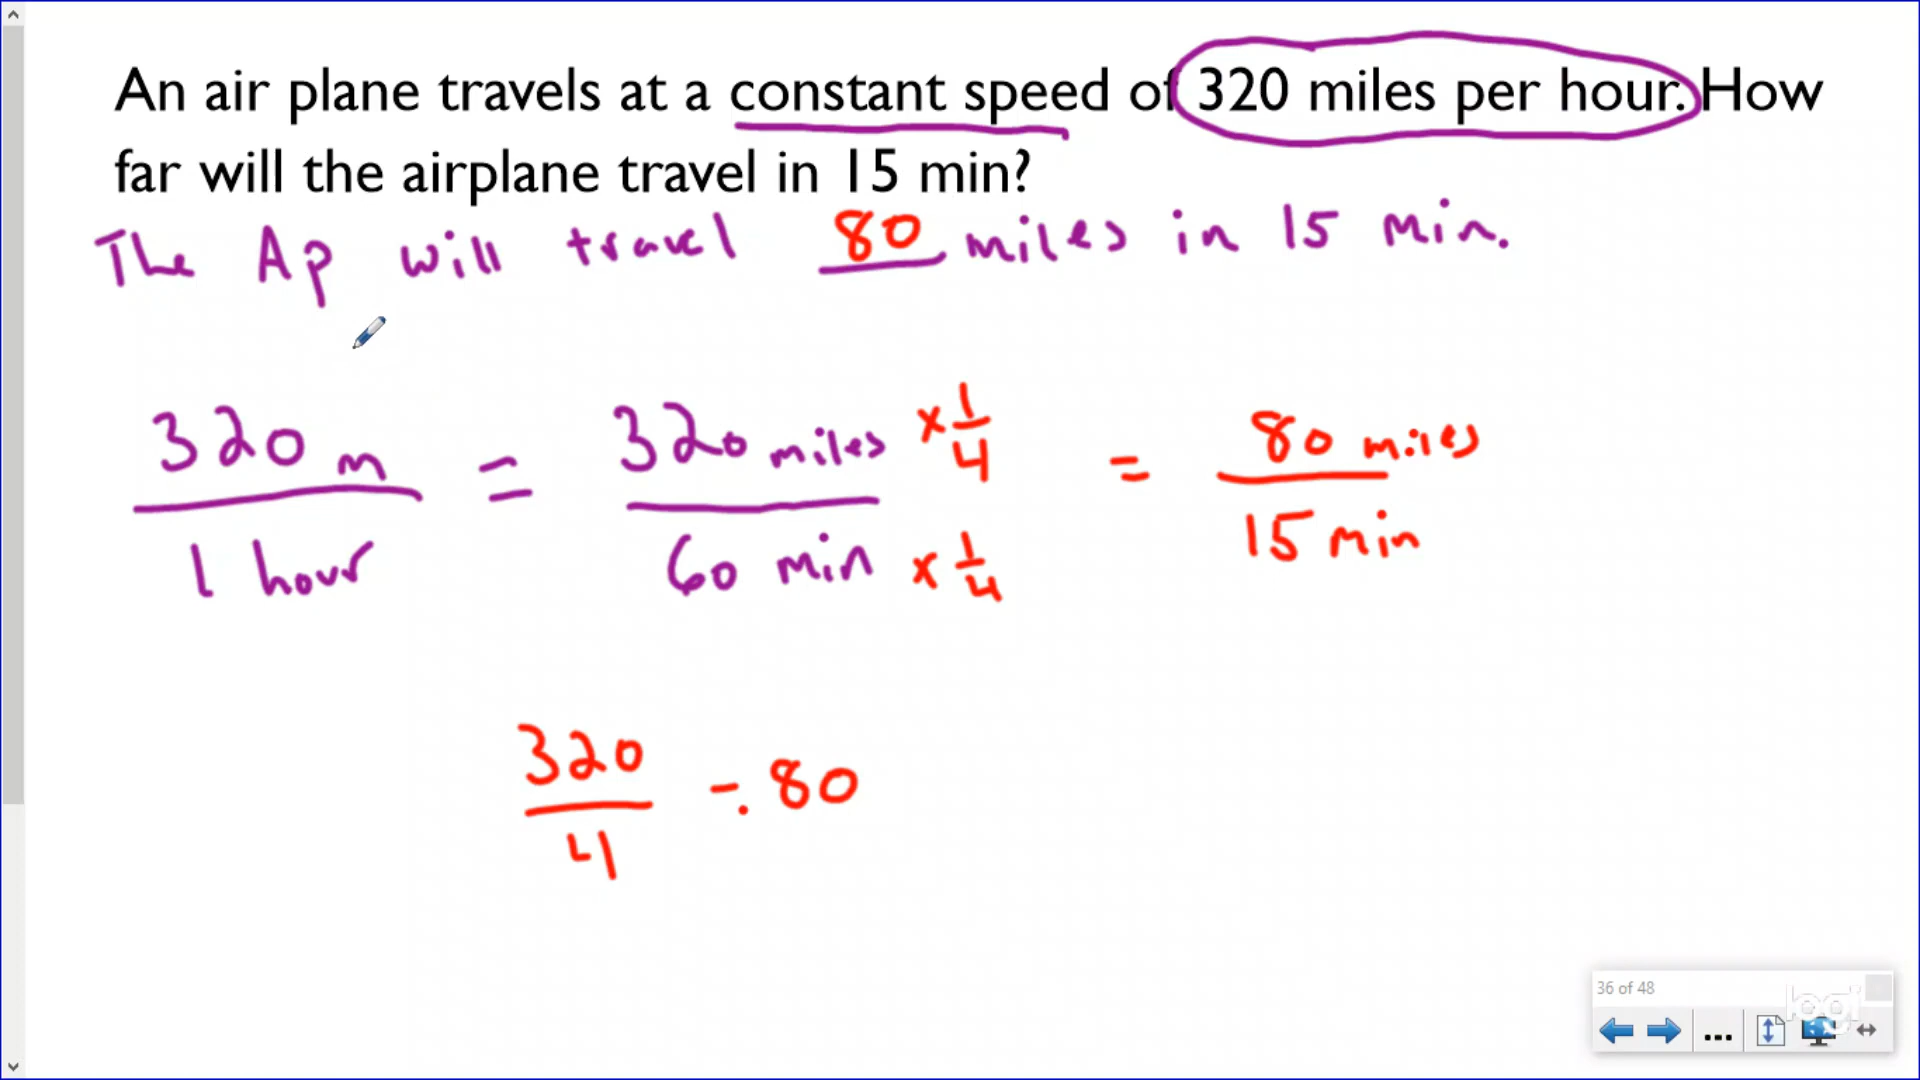 An air plane travels at a constant speed of 320 miles per hour. How
far will the airplane travel in 15 min?
The Ap will travel 80 miles in 15 min.
320 m = 320 miles × 1/4 = 80 miles
1 hour 60 min × 1/4 15 min
320
4
÷ 80
36 of 48
logi
...